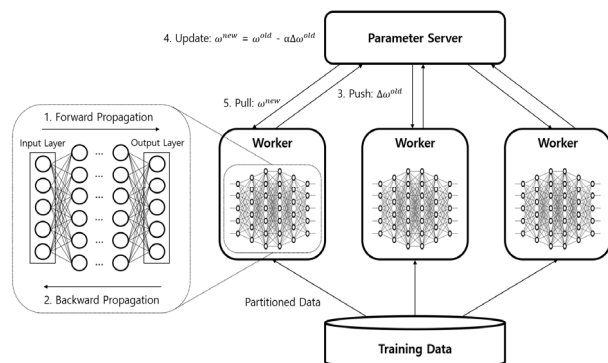 4. Update: ω^new = ω^old - αΔω^old
Parameter Server
5. Pull: ω^new
3. Push: Δω^old
1. Forward Propagation
Input Layer
Output Layer
...
...
...
...
2. Backward Propagation
Worker
Worker
Worker
Partitioned Data
Training Data